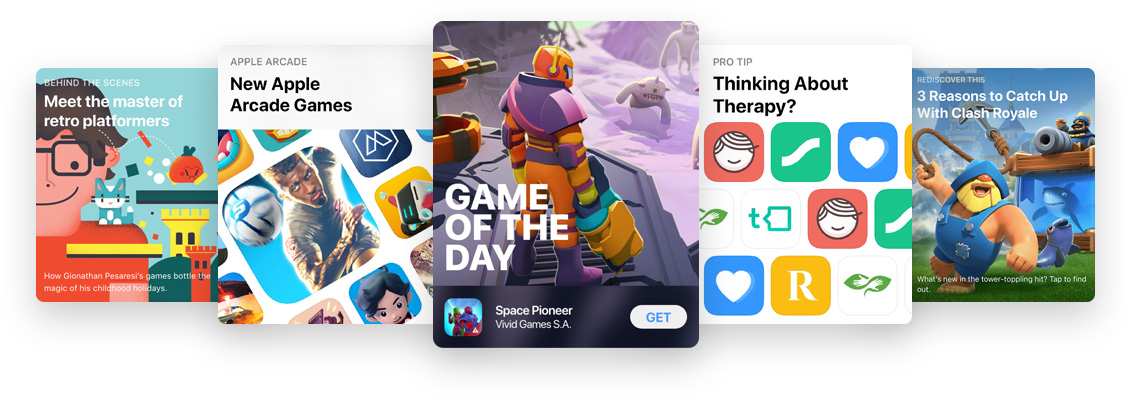 BEHIND THE SCENES
Meet the master of
retro platformers
How Gionathan Pesaresi's games bottle the
magic of his childhood holidays.
APPLE ARCADE
New Apple
Arcade Games
GAME
OF THE
DAY
Space Pioneer
Vivid Games S.A.
GET
PRO TIP
Thinking About
Therapy?
t
R
REDISCOVER THIS
3 Reasons to Catch Up
With Clash Royale
What's new in the tower-toppling hit? Tap to find
out.